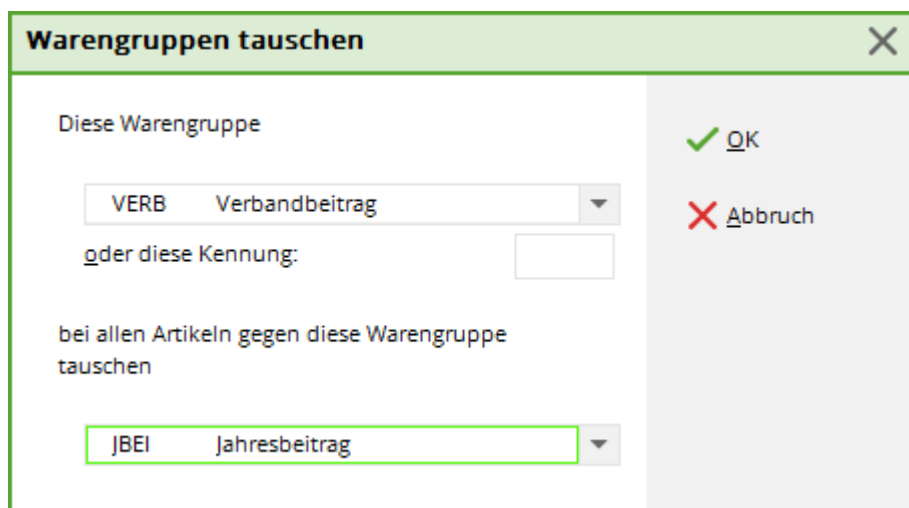 Warengruppen tauschen
Diese Warengruppe
VERB Verbandbeitrag
oder diese Kennung:
bei allen Artikeln gegen diese Warengruppe
tauschen
JBEI Jahresbeitrag
OK
Abbruch